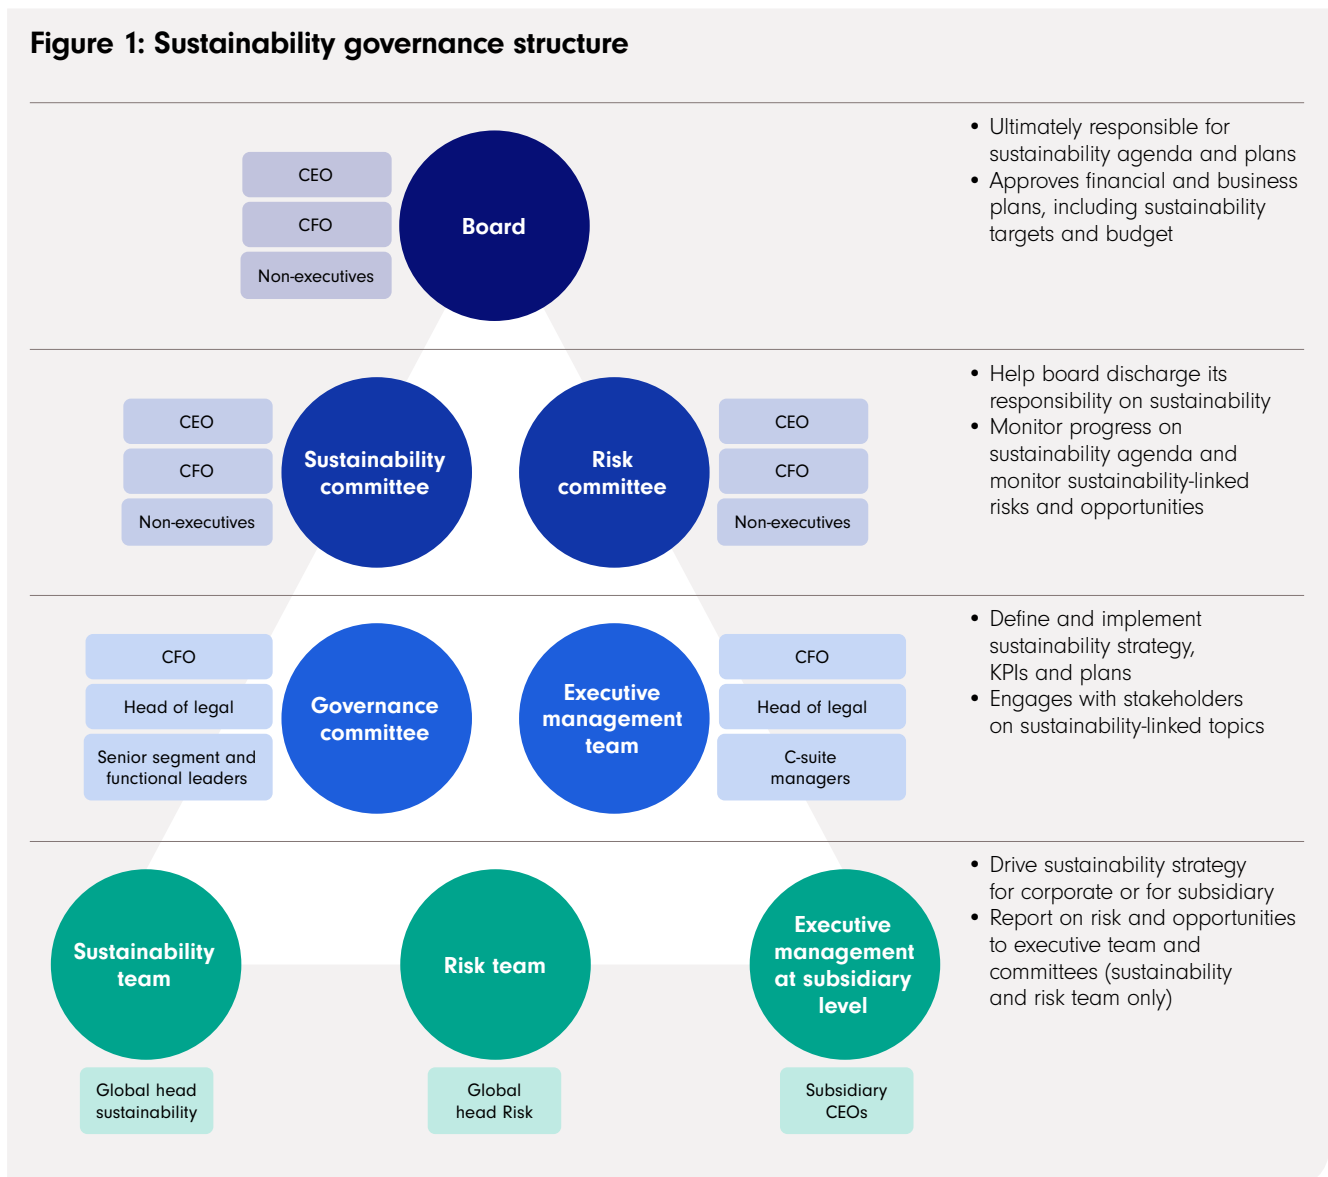 Figure 1: Sustainability governance structure
CEO
CFO
Non-executives
Board
• Ultimately responsible for
sustainability agenda and plans
• Approves financial and business
plans, including sustainability
targets and budget
CEO
CFO
Non-executives
Sustainability
committee
Risk
committee
CEO
CFO
Non-executives
• Help board discharge its
responsibility on sustainability
• Monitor progress on
sustainability agenda and
monitor sustainability-linked
risks and opportunities
CFO
Head of legal
Senior segment and
functional leaders
Governance
committee
Executive
management
team
CFO
Head of legal
C-suite
managers
• Define and implement
sustainability strategy,
KPIs and plans
• Engages with stakeholders
on sustainability-linked topics
Sustainability
team
Global head
sustainability
Risk team
Global
head Risk
Executive
management
at subsidiary
level
Subsidiary
CEOs
• Drive sustainability strategy
for corporate or for subsidiary
• Report on risk and opportunities
to executive team and
committees (sustainability
and risk team only)